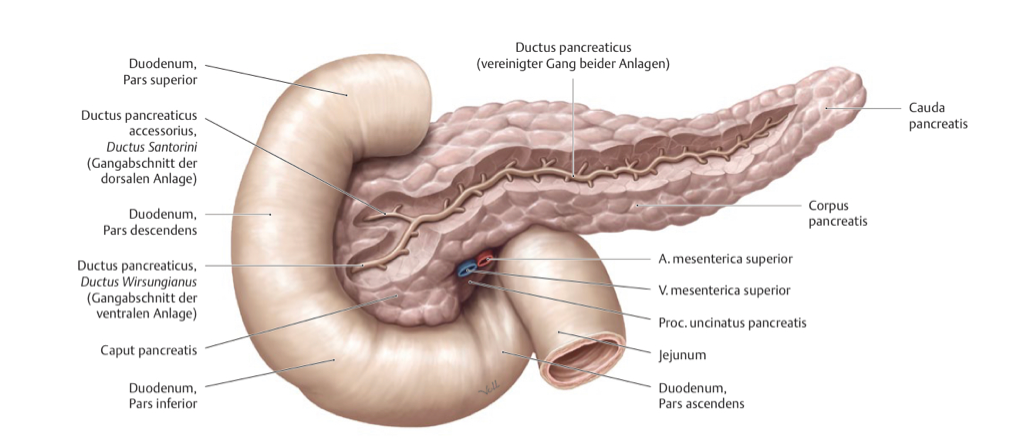 Duodenum,
Pars superior
Ductus pancreaticus
accessorius,
Ductus Santorini
(Gangabschnitt der
dorsalen Anlage)
Duodenum,
Pars descendens
Ductus pancreaticus,
Ductus Wirsungianus
(Gangabschnitt der
ventralen Anlage)
Caput pancreatis
Duodenum,
Pars inferior
Ductus pancreaticus
(vereinigter Gang beider Anlagen)
Cauda
pancreatis
Corpus
pancreatis
A. mesenterica superior
V. mesenterica superior
Proc. uncinatus pancreatis
Jejunum
Duodenum,
Pars ascendens